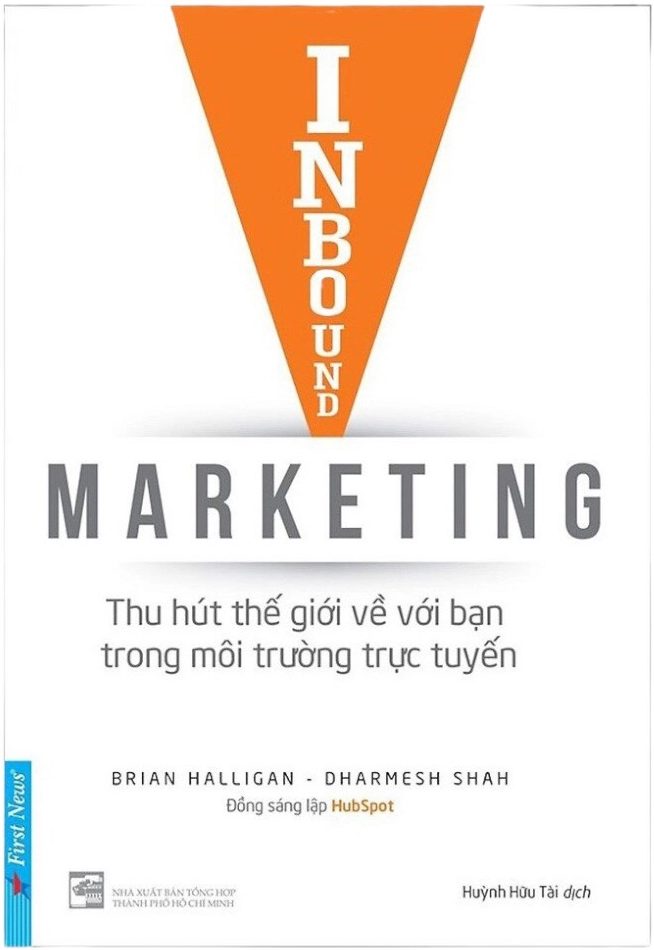 INBOUND
MARKETING
Thu hút thế giới về với bạn
trong môi trường trực tuyến
BRIAN HALLIGAN - DHARMESH SHAH
Đồng sáng lập HubSpot
First News®
NHÀ XUẤT BẢN TỔNG HỢP
THÀNH PHỐ HỒ CHÍ MINH
Huỳnh Hữu Tài dịch